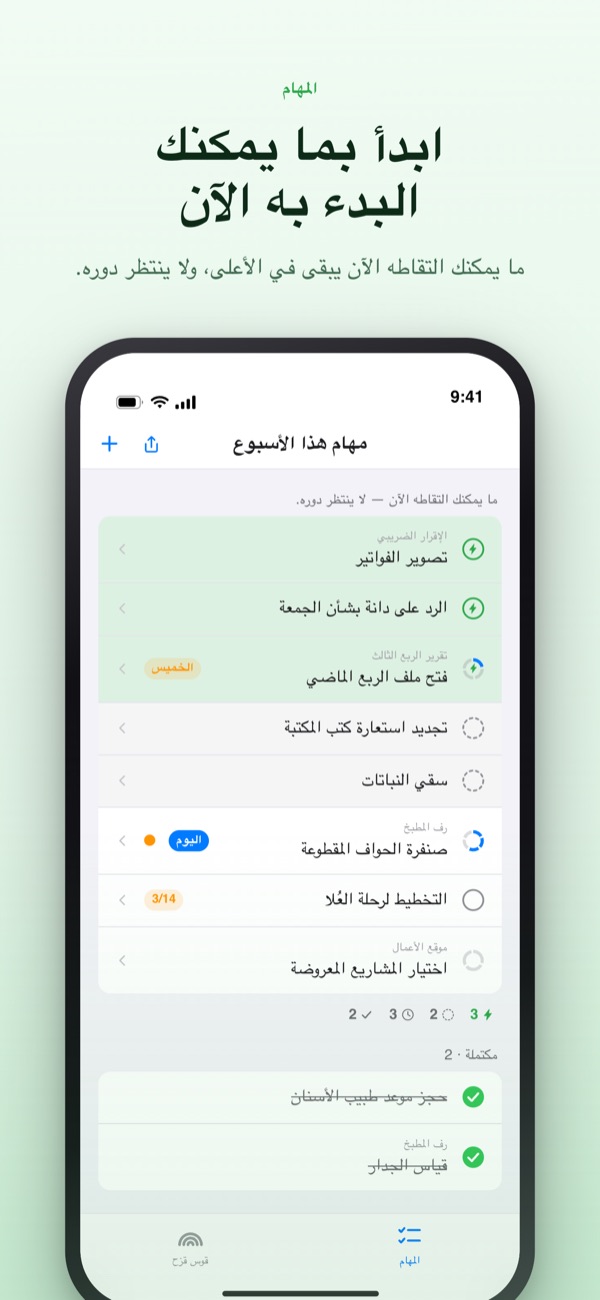 المهام
ابدأ بما يمكنك
البدء به الآن
ما يمكنك التقاطه الآن يبقى في الأعلى، ولا ينتظر دوره.
9:41
مهام هذا الأسبوع
ما يمكنك التقاطه الآن — لا ينتظر دوره.
الإقرار الضريبي
تصوير الفواتير
الرد على دانة بشأن الجمعة
تقرير الربع الثالث
فتح ملف الربع الماضي
الخميس
تجديد استعارة كتب المكتبة
سقي النباتات
رف المطبخ
صنفرة الحواف المقطوعة
اليوم
التخطيط لرحلة العُلا
3/14
موقع الأعمال
اختيار المشاريع المعروضة
3 2 3 2
مكتملة · 2
حجز موعد طبيب الأسنان
رف المطبخ
قياس الجدار
المهام
قوس قزح